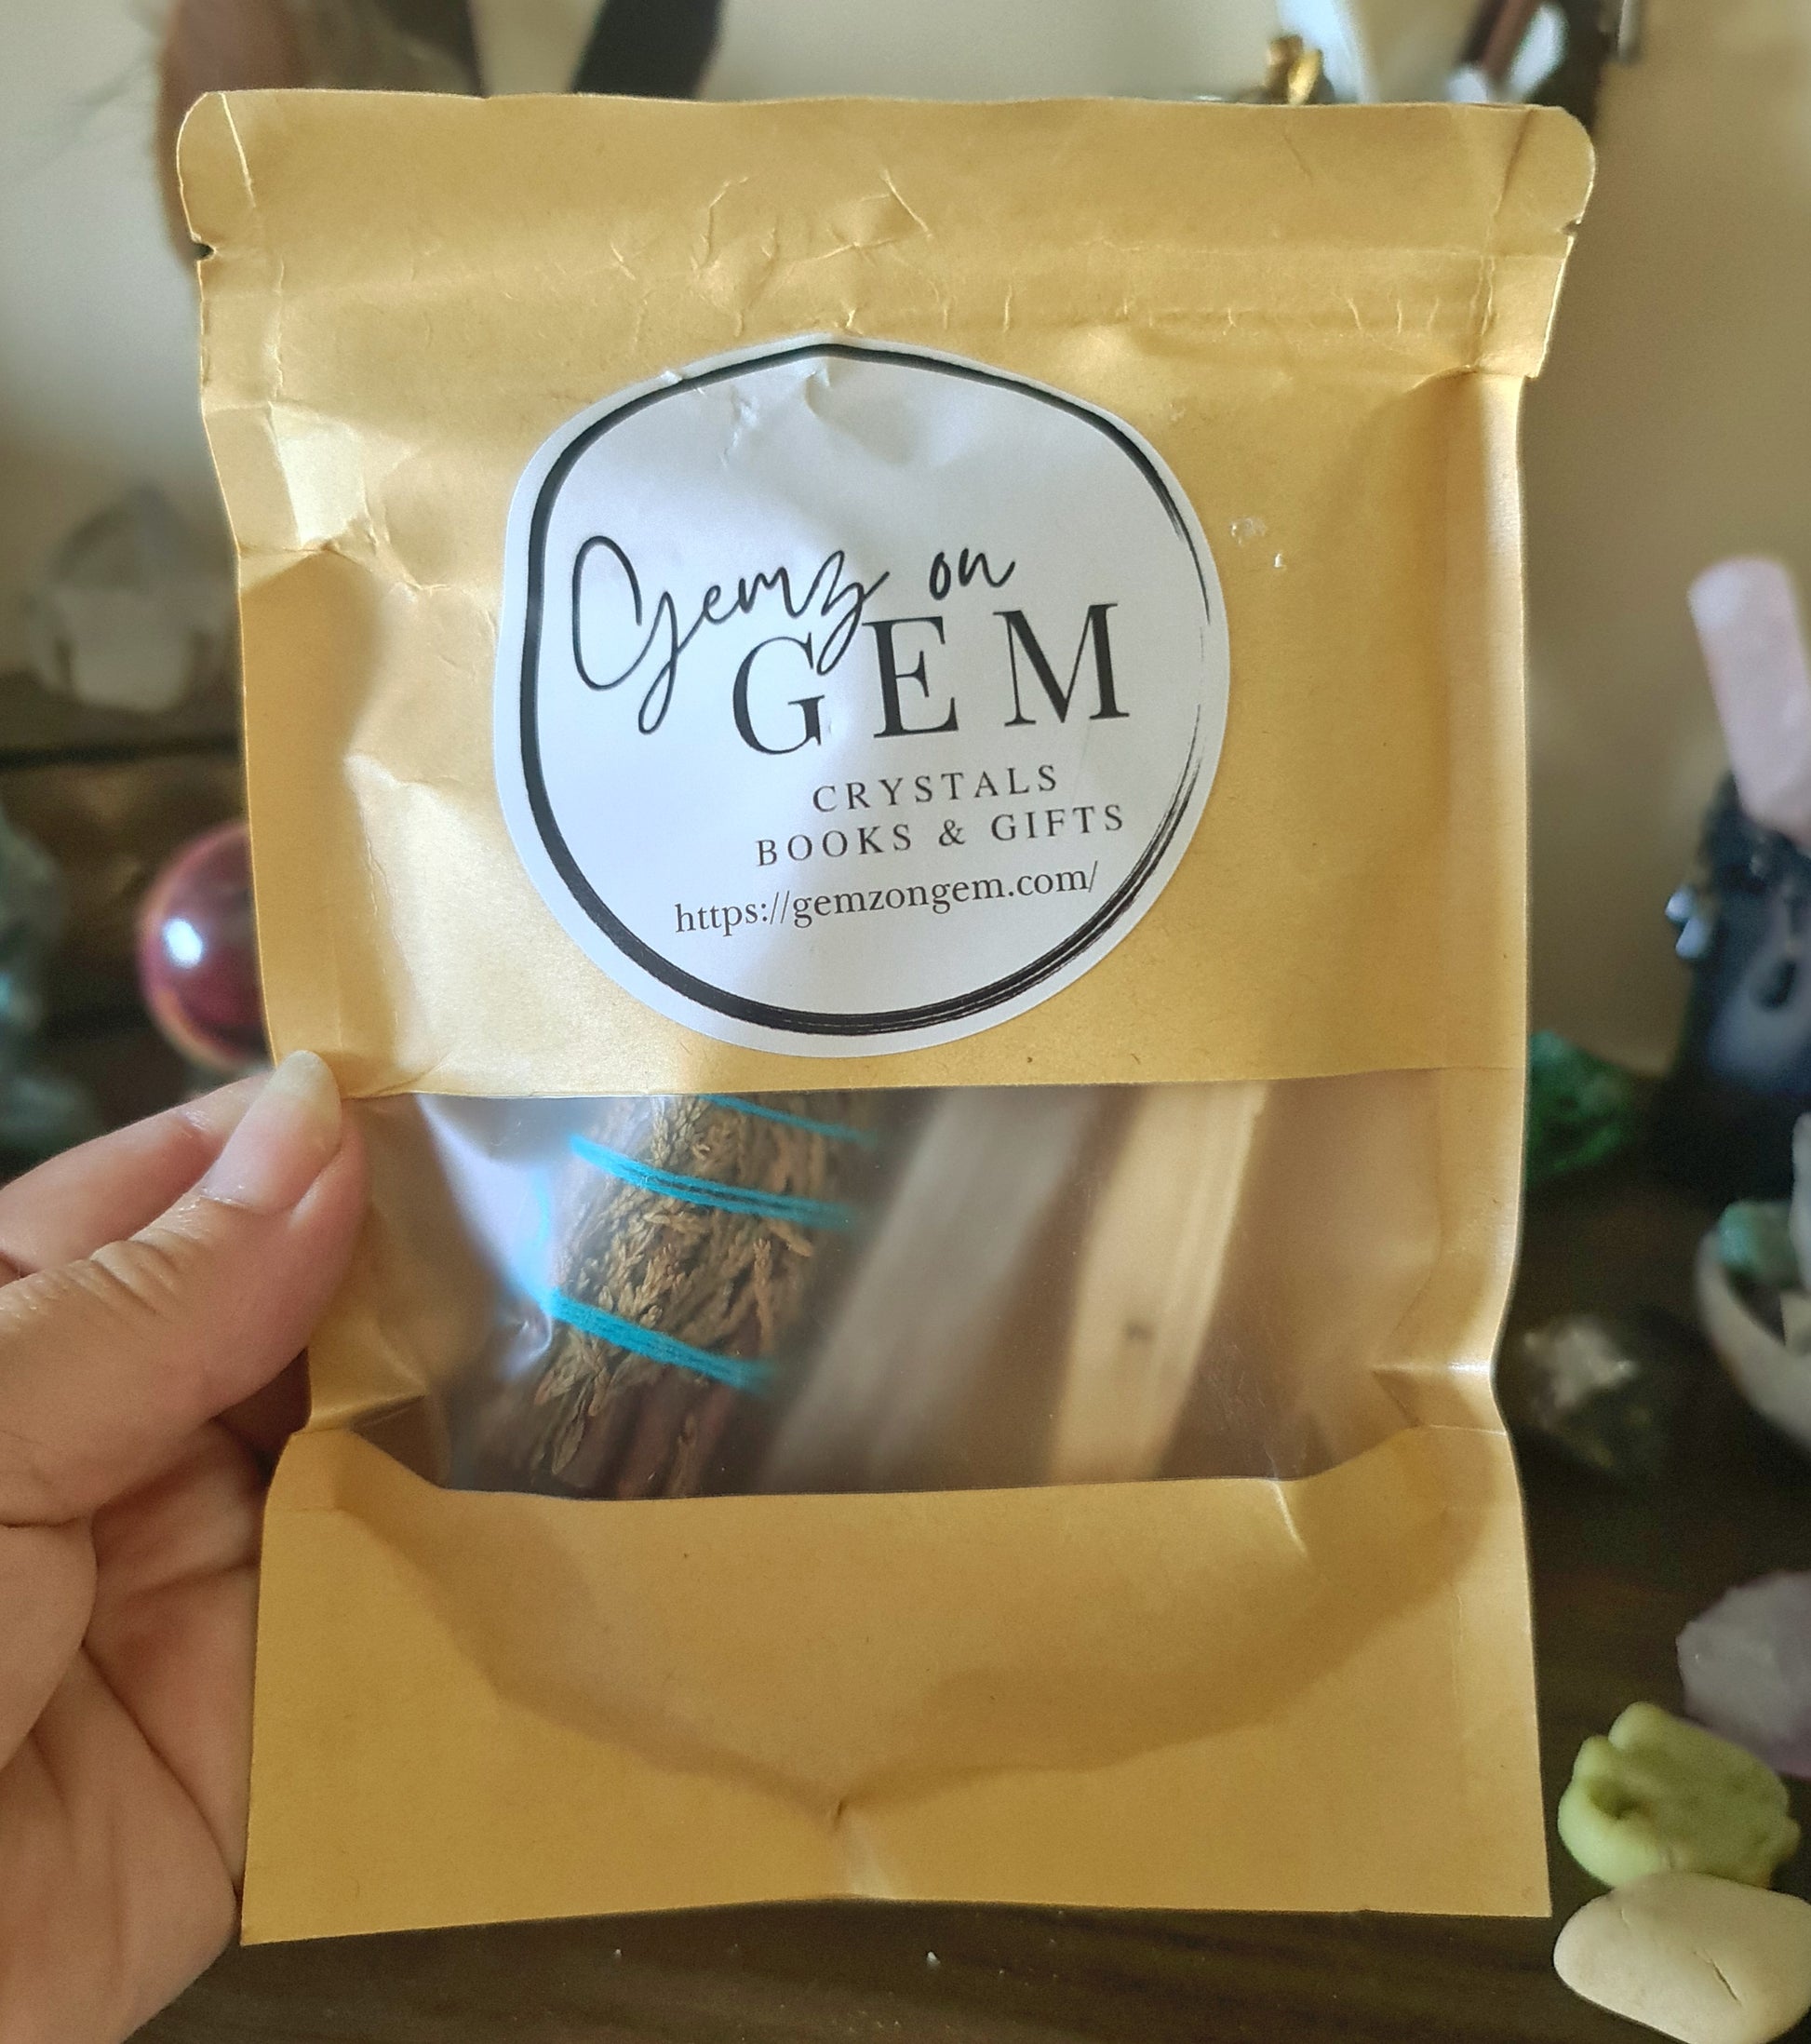 Gemz on
GEM
CRYSTALS
BOOKS & GIFTS
https://gemzongem.com/